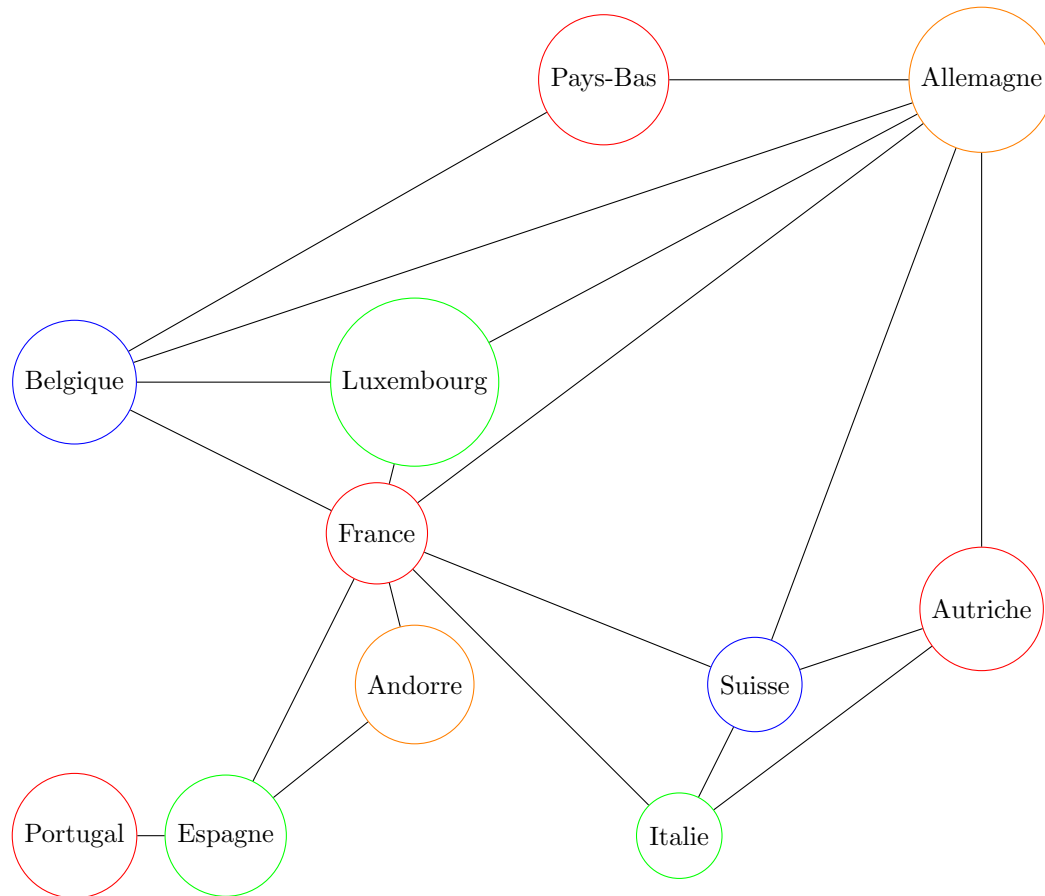 Pays-Bas
Allemagne
Belgique
Luxembourg
France
Autriche
Andorre
Suisse
Portugal
Espagne
Italie